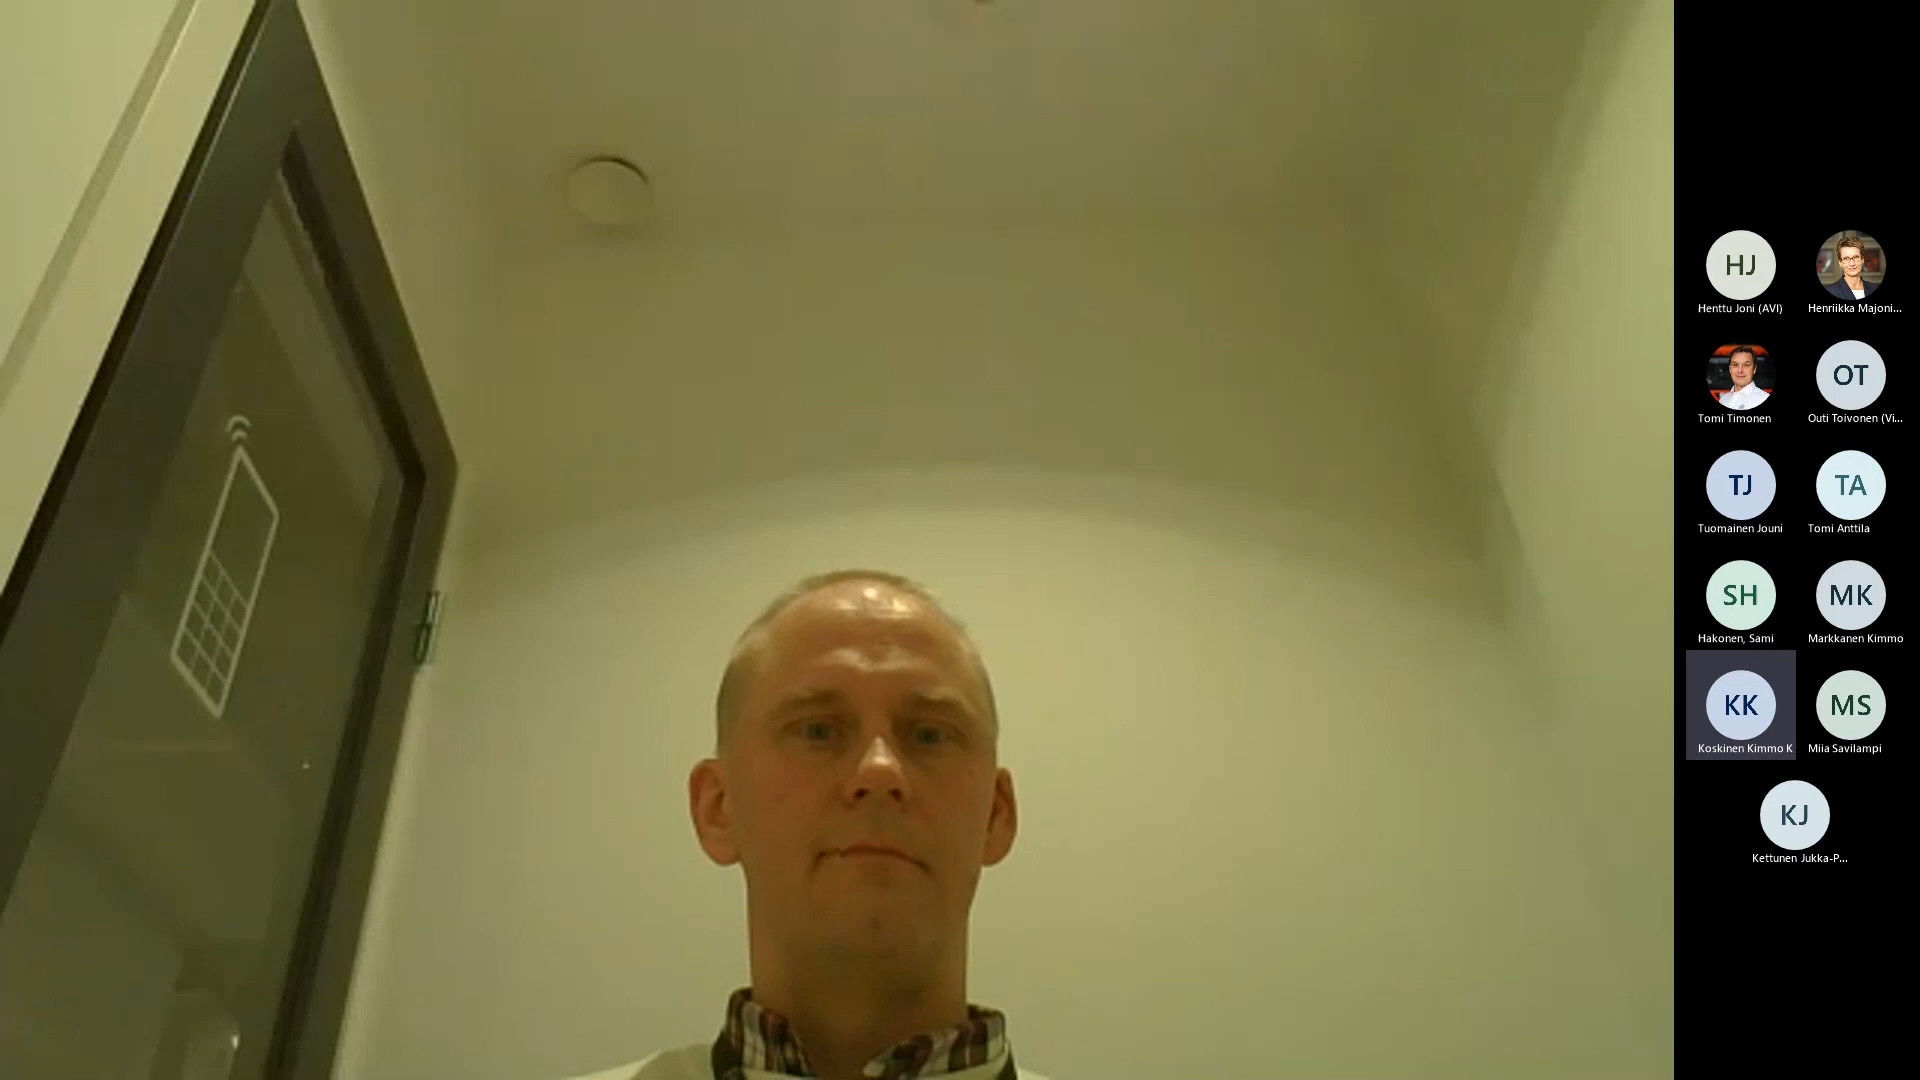 HJ
Henttu Joni (AVI)
Henriikka Majoni...
Tomi Timonen
OT
Outi Toivonen (Vi...
TJ
Tuomainen Jouni
TA
Tomi Anttila
SH
Hakonen, Sami
MK
Markkanen Kimmo
KK
Koskinen Kimmo K
MS
Miia Savilampi
KJ
Kettunen Jukka-P...